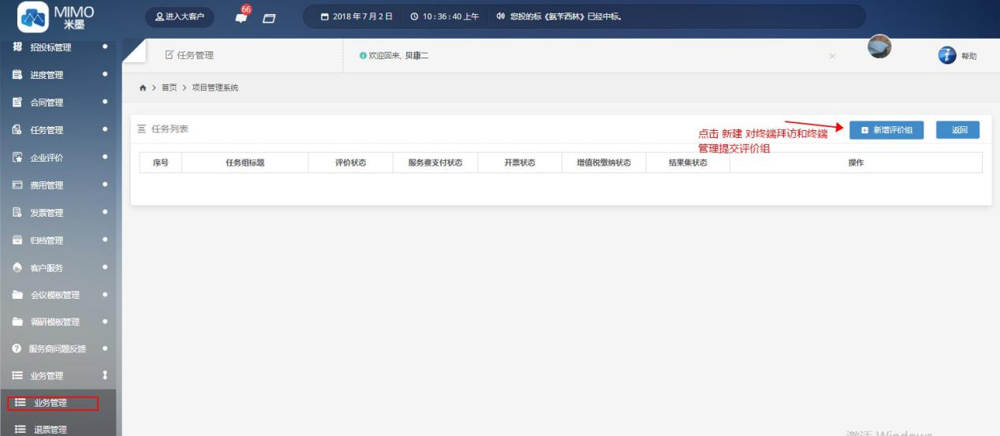 MIMO
米墨
进入大客户
66
2018年7月2日
10:36:40 上午
您投的标《氨苄西林》已经中标。
招 招投标管理
进度管理
合同管理
任务管理
企业评价
费用管理
发票管理
归档管理
客户服务
会议模板管理
调研模板管理
服务商问题反馈
业务管理
业务管理
退票管理
任务管理
欢迎回来, 贝康二
×
帮助
首页 > 项目管理系统
任务列表
点击 新建 对终端拜访和终端
管理提交评价组
新增评价组
返回
序号 任务组标题 评价状态 服务费支付状态 开票状态 增值税缴纳状态 结果集状态 操作
激活 Windows